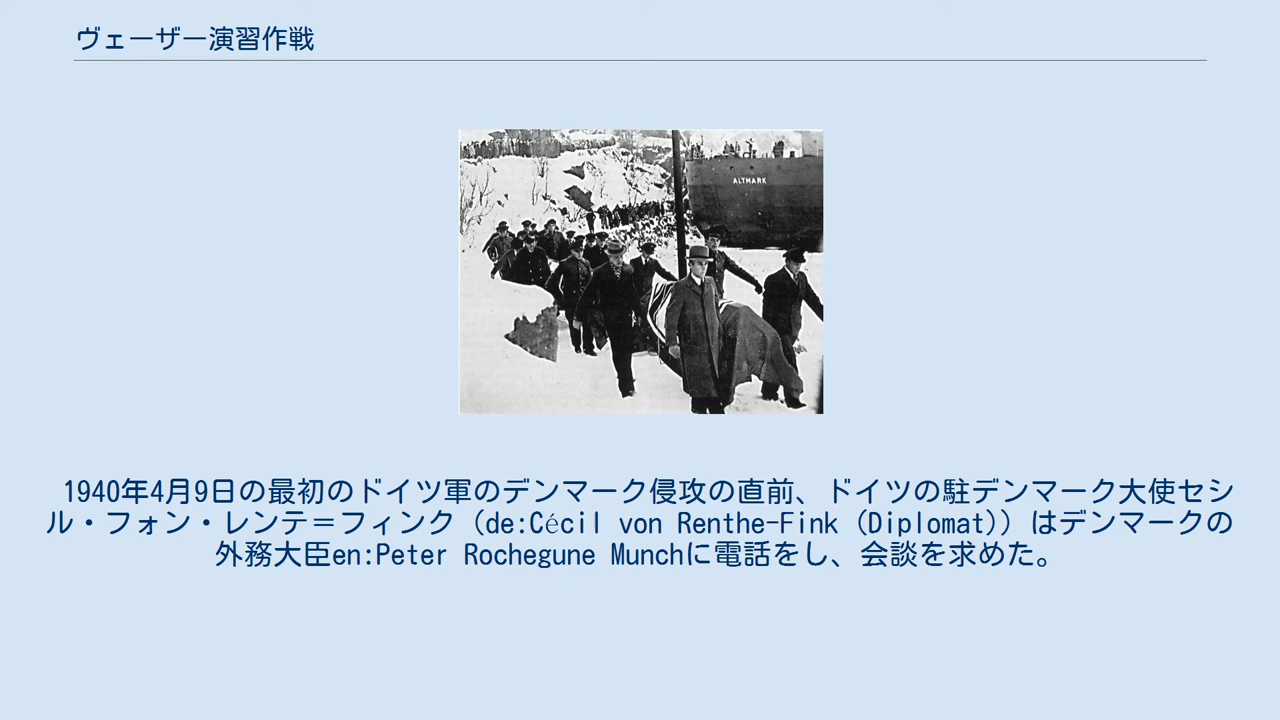 ヴェーザー演習作戦
ALTMARK
1940年4月9日の最初のドイツ軍のデンマーク侵攻の直前、ドイツの駐デンマーク大使セシ
ル・フォン・レンテ＝フィンク（de:Cécil von Renthe-Fink (Diplomat)）はデンマークの
外務大臣en:Peter Rochegune Munchに電話をし、会談を求めた。